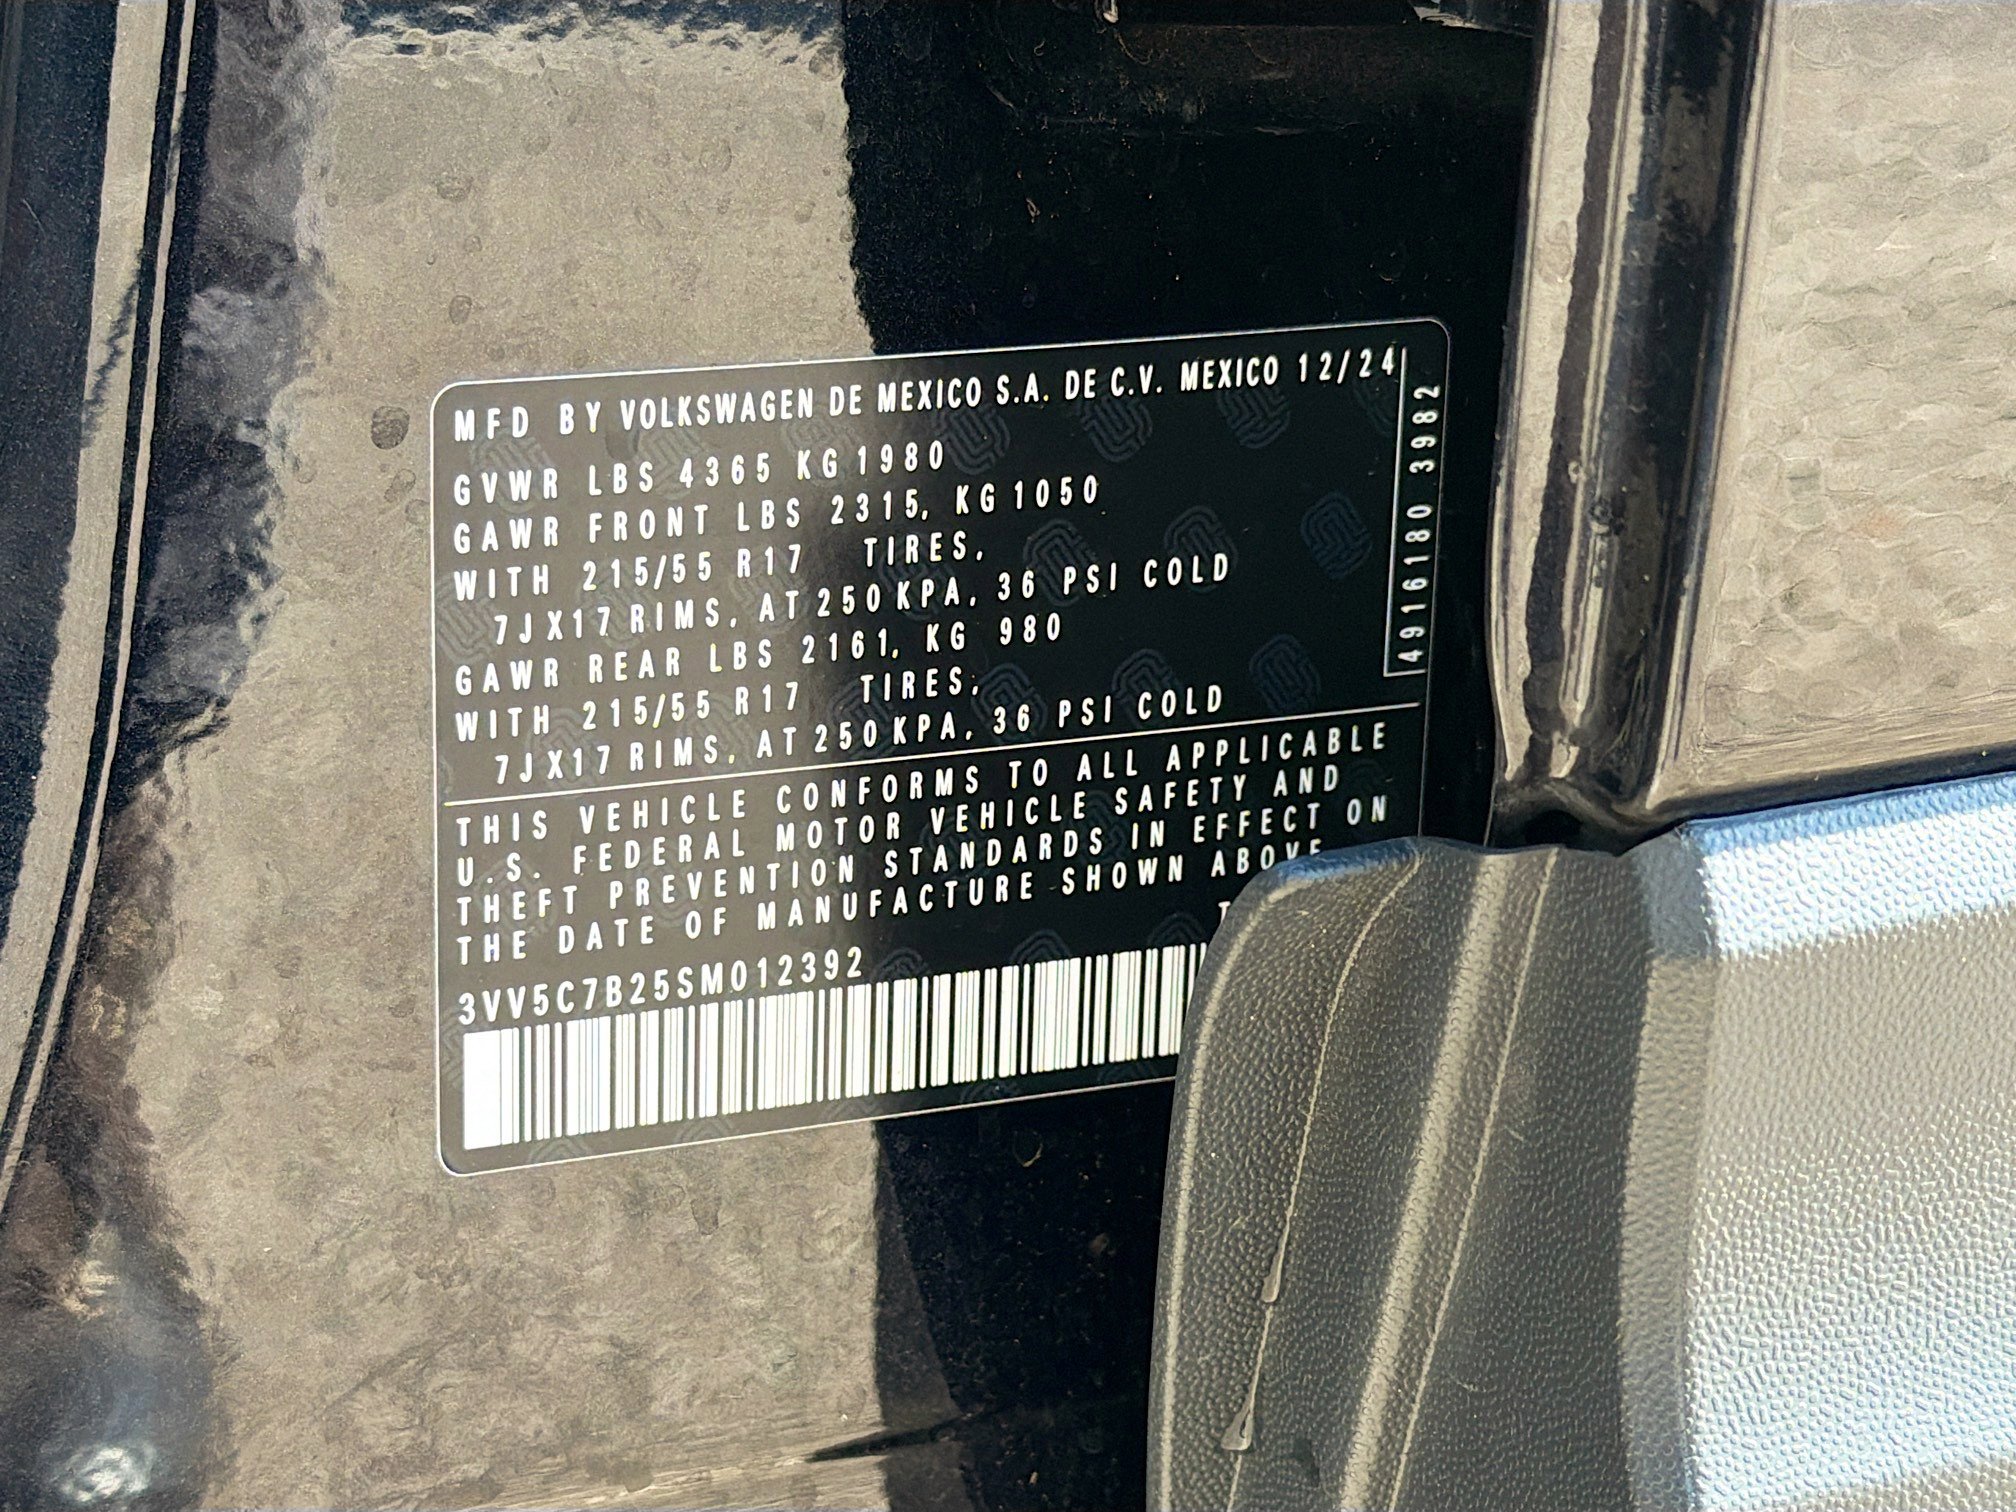 MFD BY VOLKSWAGEN DE MEXICO S.A. DE C.V. MEXICO 12/24
GVWR LBS 4365 KG 1980
GAWR FRONT LBS 2315, KG 1050
WITH 215/55 R17 TIRES,
7JX17 RIMS, AT 250 KPA, 36 PSI COLD
GAWR REAR LBS 2161, KG 980
WITH 215/55 R17 TIRES,
7JX17 RIMS, AT 250 KPA, 36 PSI COLD
4916180 3982
THIS VEHICLE CONFORMS TO ALL APPLICABLE
U.S. FEDERAL MOTOR VEHICLE SAFETY AND
THEFT PREVENTION STANDARDS IN EFFECT ON
THE DATE OF MANUFACTURE SHOWN ABOVE
3VV5C7B25SM012392